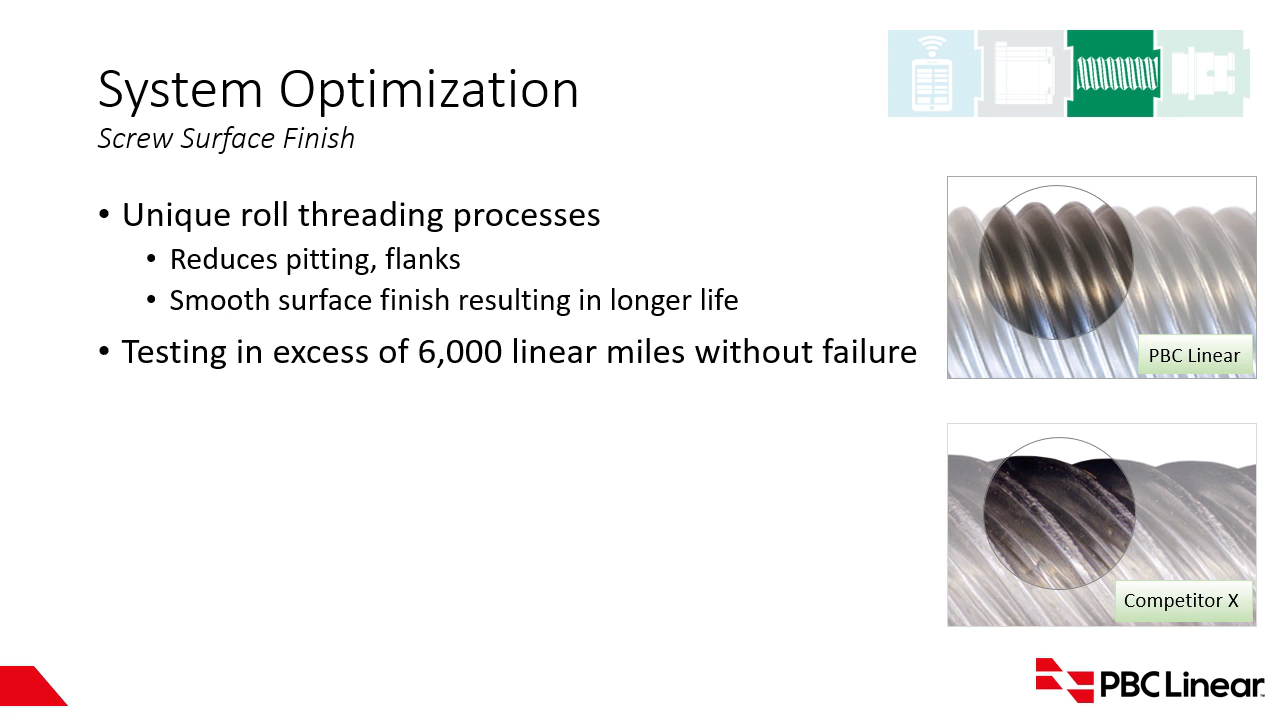 System Optimization
Screw Surface Finish
• Unique roll threading processes
• Reduces pitting, flanks
• Smooth surface finish resulting in longer life
• Testing in excess of 6,000 linear miles without failure
PBC Linear
Competitor X
PBC Linear™